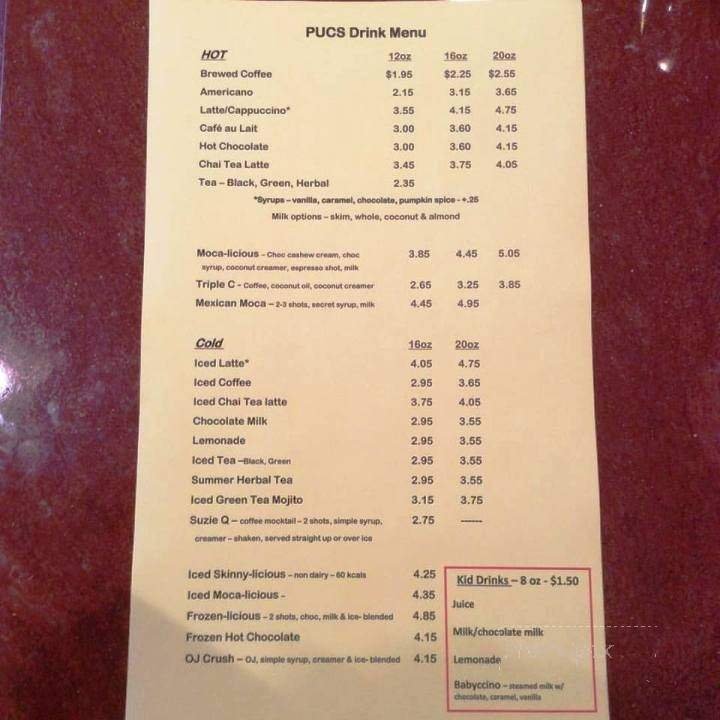 PUCS Drink Menu
HOT 12oz 16oz 20oz
Brewed Coffee $1.95 $2.25 $2.55
Americano 2.15 3.15 3.65
Latte/Cappuccino* 3.55 4.15 4.75
Café au Lait 3.00 3.60 4.15
Hot Chocolate 3.00 3.60 4.15
Chai Tea Latte 3.45 3.75 4.05
Tea – Black, Green, Herbal 2.35
*Syrups – vanilla, caramel, chocolate, pumpkin spice - +.25
Milk options – skim, whole, coconut & almond
Moca-licious – Choc cashew cream, choc 3.85 4.45 5.05
syrup, coconut creamer, espresso shot, milk
Triple C - Coffee, coconut oil, coconut creamer 2.65 3.25 3.85
Mexican Moca – 2-3 shots, secret syrup, milk 4.45 4.95
Cold 16oz 20oz
Iced Latte* 4.05 4.75
Iced Coffee 2.95 3.65
Iced Chai Tea latte 3.75 4.05
Chocolate Milk 2.95 3.55
Lemonade 2.95 3.55
Iced Tea –Black, Green 2.95 3.55
Summer Herbal Tea 2.95 3.55
Iced Green Tea Mojito 3.15 3.75
Suzie Q – coffee mocktail – 2 shots, simple syrup, 2.75 ------
creamer – shaken, served straight up or over ice
Iced Skinny-licious – non dairy – 60 kcals 4.25
Iced Moca-licious - 4.35
Frozen-licious – 2 shots, choc, milk & ice- blended 4.85
Frozen Hot Chocolate 4.15
OJ Crush – OJ, simple syrup, creamer & ice- blended 4.15
Kid Drinks – 8 oz - $1.50
Juice
Milk/chocolate milk
Lemonade
Babyccino – steamed milk w/
chocolate, caramel, vanilla